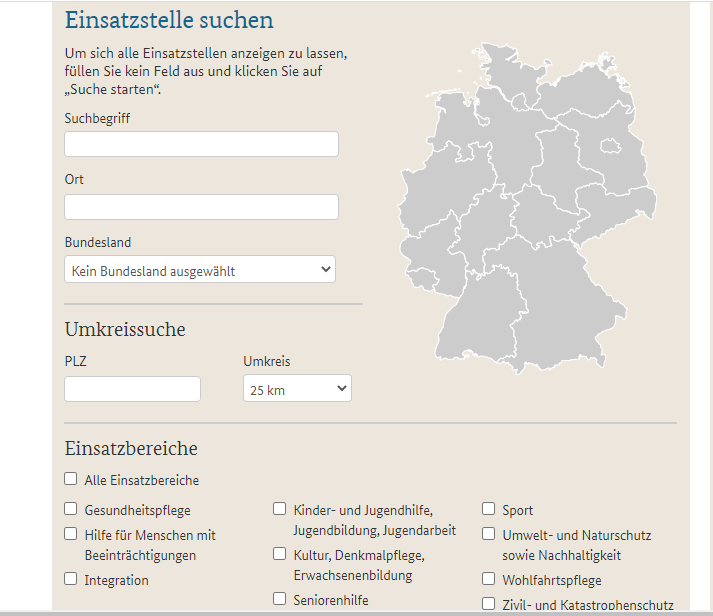 Einsatzstelle suchen
Um sich alle Einsatzstellen anzeigen zu lassen,
füllen Sie kein Feld aus und klicken Sie auf
„Suche starten“.
Suchbegriff
Ort
Bundesland
Kein Bundesland ausgewählt
Umkreissuche
PLZ
Umkreis
25 km
Einsatzbereiche
Alle Einsatzbereiche
Gesundheitspflege
Hilfe für Menschen mit
Beeinträchtigungen
Integration
Kinder- und Jugendhilfe,
Jugendbildung, Jugendarbeit
Kultur, Denkmalpflege,
Erwachsenenbildung
Seniorenhilfe
Sport
Umwelt- und Naturschutz
sowie Nachhaltigkeit
Wohlfahrtspflege
Zivil- und Katastrophenschutz